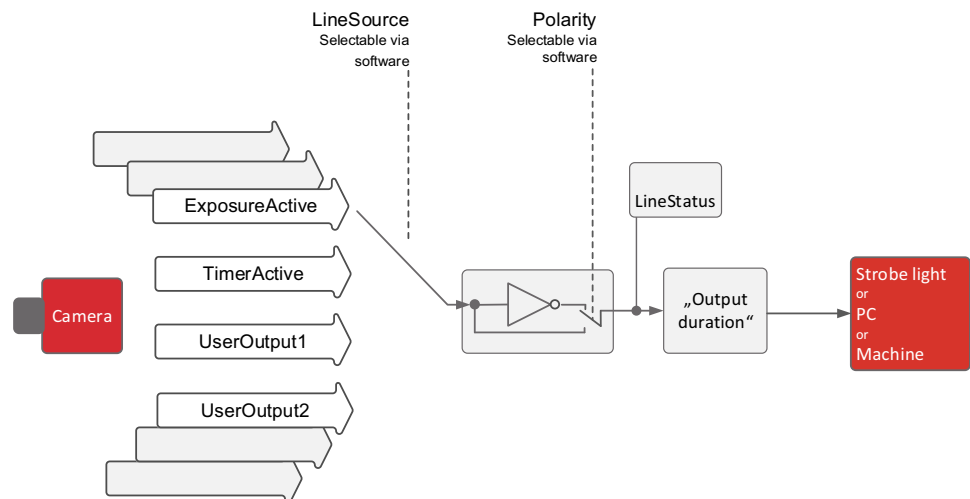 LineSource
Selectable via
software
Polarity
Selectable via
software
ExposureActive
TimerActive
UserOutput1
UserOutput2
Camera
LineStatus
„Output
duration“
Strobe light
or
PC
or
Machine